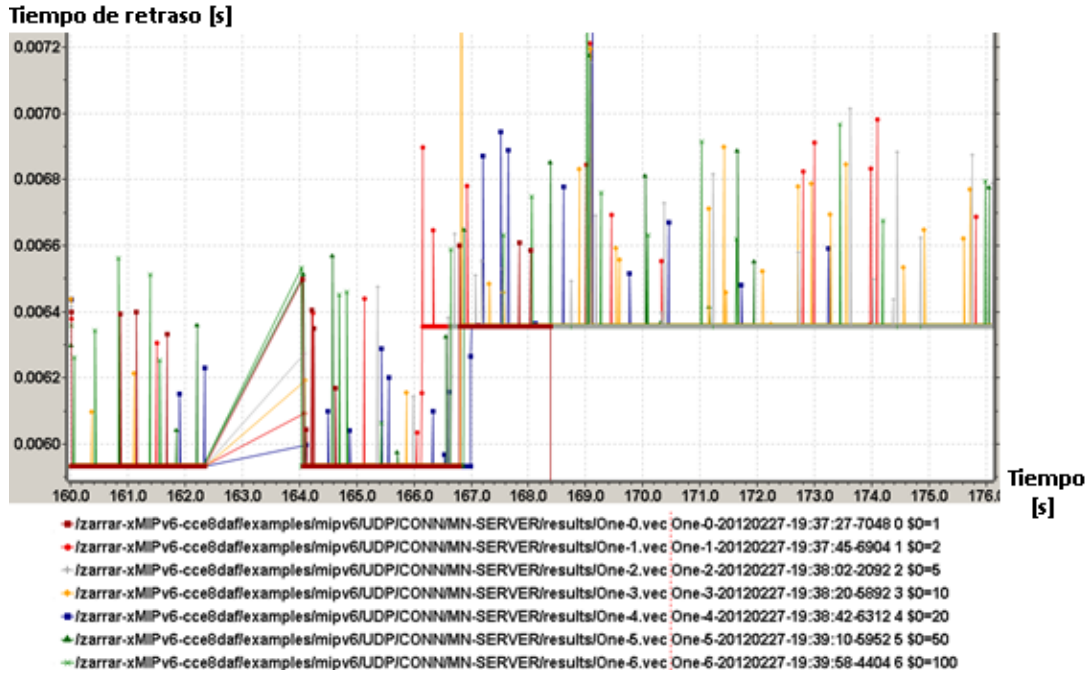 Tiempo de retraso [s]
0.0072
0.0070
0.0068
0.0066
0.0064
0.0062
0.0060
160.0 161.0 162.0 163.0 164.0 165.0 166.0 167.0 168.0 169.0 170.0 171.0 172.0 173.0 174.0 175.0 176.0
Tiempo
[s]
/zarrar-xMIPv6-cce8daf/examples/mipv6/UDP/CONN/MN-SERVER/results/One-0.vec One-0-20120227-19:37:27-7048 0 $0=1
/zarrar-xMIPv6-cce8daf/examples/mipv6/UDP/CONN/MN-SERVER/results/One-1.vec One-1-20120227-19:37:45-6904 1 $0=2
/zarrar-xMIPv6-cce8daf/examples/mipv6/UDP/CONN/MN-SERVER/results/One-2.vec One-2-20120227-19:38:02-2092 2 $0=5
/zarrar-xMIPv6-cce8daf/examples/mipv6/UDP/CONN/MN-SERVER/results/One-3.vec One-3-20120227-19:38:20-5892 3 $0=10
/zarrar-xMIPv6-cce8daf/examples/mipv6/UDP/CONN/MN-SERVER/results/One-4.vec One-4-20120227-19:38:42-6312 4 $0=20
/zarrar-xMIPv6-cce8daf/examples/mipv6/UDP/CONN/MN-SERVER/results/One-5.vec One-5-20120227-19:39:10-5952 5 $0=50
/zarrar-xMIPv6-cce8daf/examples/mipv6/UDP/CONN/MN-SERVER/results/One-6.vec One-6-20120227-19:39:58-4404 6 $0=100